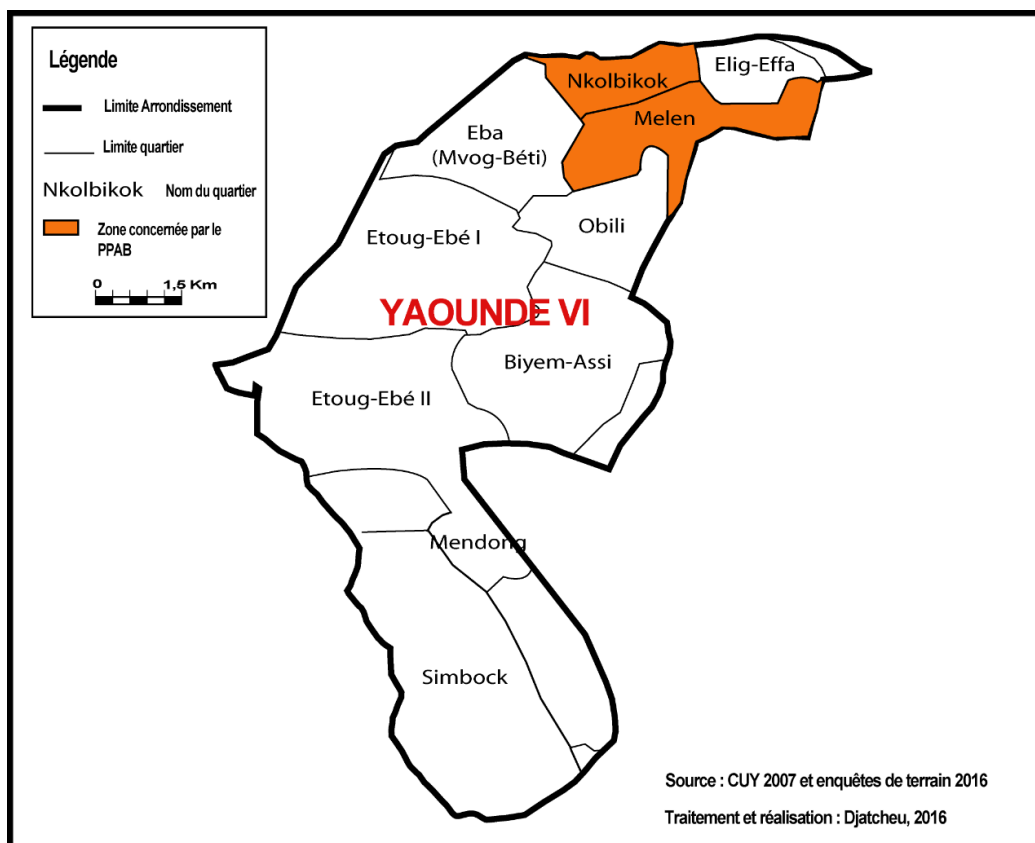 Légende
Limite Arrondissement
Limite quartier
Nkolbikok Nom du quartier
Zone concernée par le
PPAB
0 1,5 Km
Nkolbikok
Elig-Effa
Melen
Eba
(Mvog-Béti)
Obili
Etoug-Ebé I
YAOUNDE VI
Biyem-Assi
Etoug-Ebé II
Mendong
Simbock
Source : CUY 2007 et enquêtes de terrain 2016
Traitement et réalisation : Djatcheu, 2016